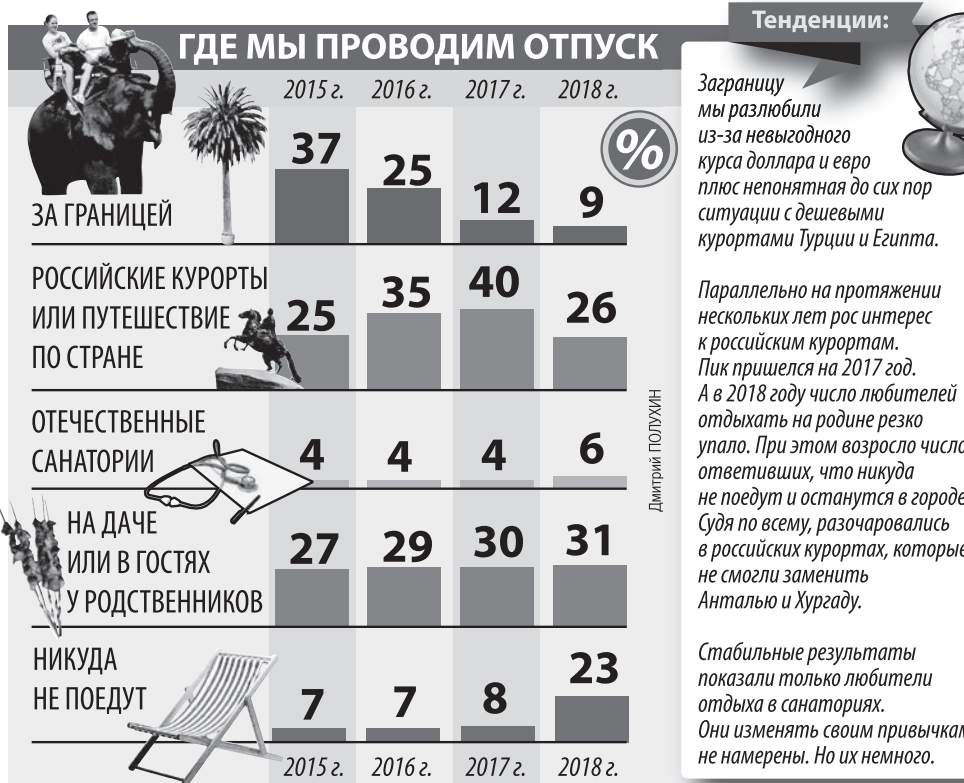 ГДЕ МЫ ПРОВОДИМ ОТПУСК
2015 г. 2016 г. 2017 г. 2018 г.
%
37 25 12 9
ЗА ГРАНИЦЕЙ
РОССИЙСКИЕ КУРОРТЫ
ИЛИ ПУТЕШЕСТВИЕ
ПО СТРАНЕ
25 35 40 26
ОТЕЧЕСТВЕННЫЕ
САНАТОРИИ
4 4 4 6
НА ДАЧЕ
ИЛИ В ГОСТЯХ
У РОДСТВЕННИКОВ
27 29 30 31
НИКУДА
НЕ ПОЕДУТ
7 7 8 23
2015 г. 2016 г. 2017 г. 2018 г.
Дмитрий ПОЛУХИН
Тенденции:
Заграницу
мы разлюбили
из-за невыгодного
курса доллара и евро
плюс непонятная до сих пор
ситуации с дешевыми
курортами Турции и Египта.
Параллельно на протяжении
нескольких лет рос интерес
к российским курортам.
Пик пришелся на 2017 год.
А в 2018 году число любителей
отдыхать на родине резко
упало. При этом возросло число
ответивших, что никуда
не поедут и останутся в городе
Судя по всему, разочаровались
в российских курортах, которые
не смогли заменить
Анталью и Хургаду.
Стабильные результаты
показали только любители
отдыха в санаториях.
Они изменять своим привычкам
не намерены. Но их немного.